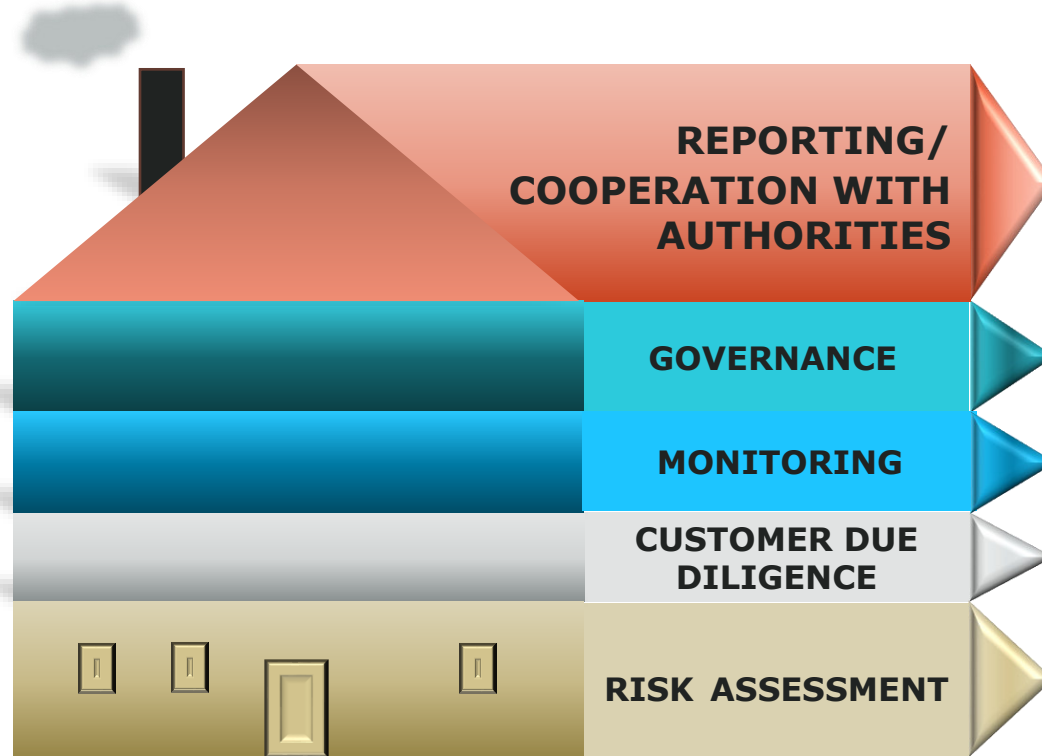 REPORTING/
COOPERATION WITH
AUTHORITIES
GOVERNANCE
MONITORING
CUSTOMER DUE
DILIGENCE
RISK ASSESSMENT